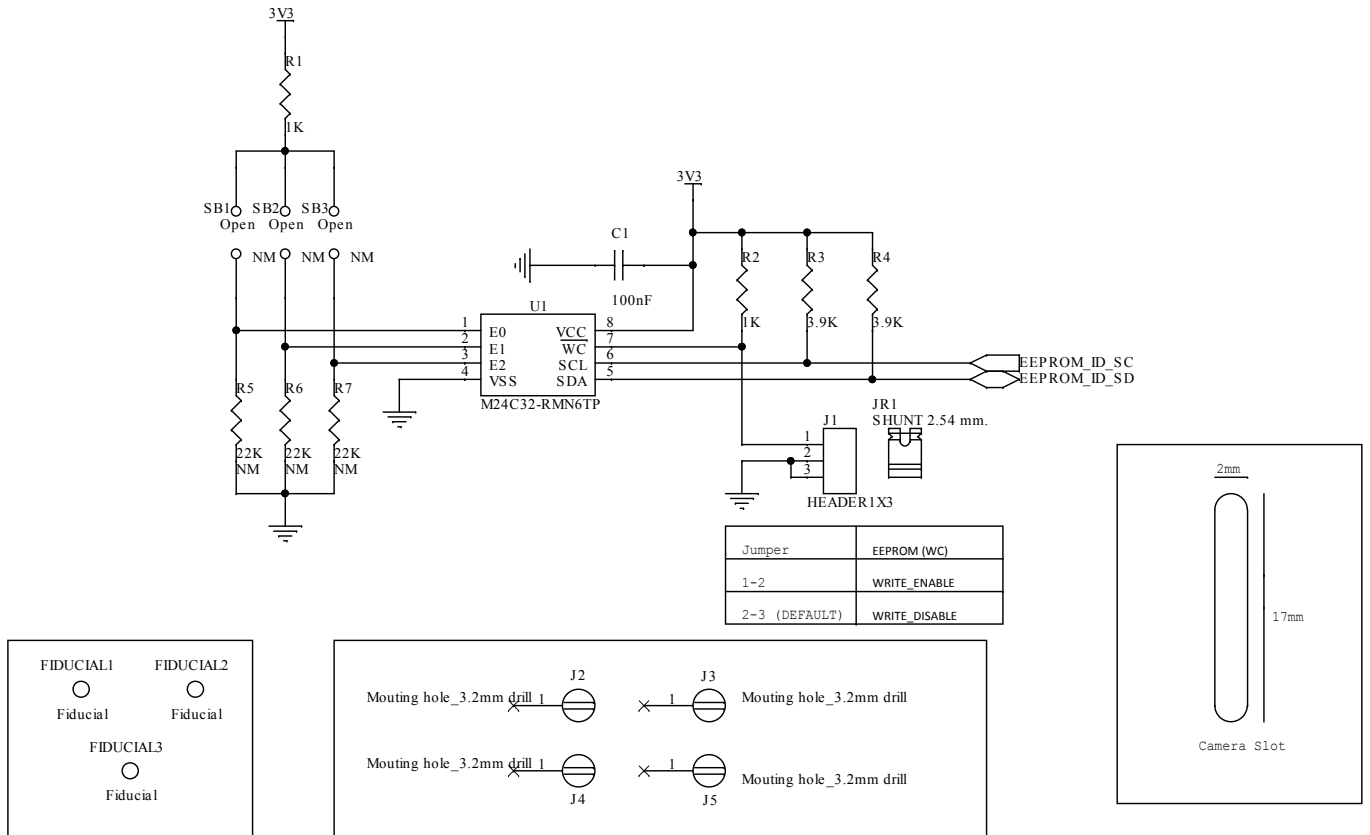 3V3
R1
1K
SB1 SB2 SB3
Open Open Open
NM NM NM
3V3
C1
100nF
R2 R3 R4
1K 3.9K 3.9K
U1
1 E0 VCC 8
2 E1 WC 7
3 E2 SCL 6
4 VSS SDA 5
M24C32-RMN6TP
EEPROM_ID_SC
EEPROM_ID_SD
R5 R6 R7
22K 22K 22K
NM NM NM
J1
1
2
3
HEADER1X3
JR1
SHUNT 2.54 mm.
Jumper EEPROM (WC)
1-2 WRITE_ENABLE
2-3 (DEFAULT) WRITE_DISABLE
2mm
17mm
Camera Slot
FIDUCIAL1 FIDUCIAL2
Fiducial Fiducial
FIDUCIAL3
Fiducial
J2 J3
Mouting hole_3.2mm drill 1 1 Mouting hole_3.2mm drill
Mouting hole_3.2mm drill 1 1 Mouting hole_3.2mm drill
J4 J5